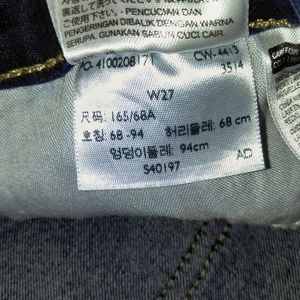 PENGERINGAN DIBALIK DENGAN WARNA
SERUPA. GUNAKAN SABUN CUCI CAIR.
CW-4413
3514
W27
尺码: 165/68A
호칭: 68 -94 허리둘레: 68 cm
엉덩이둘레: 94cm
S40197 AD